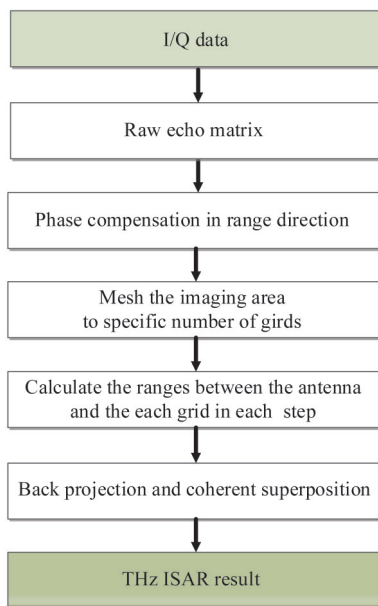 I/Q data
Raw echo matrix
Phase compensation in range direction
Mesh the imaging area
to specific number of girds
Calculate the ranges between the antenna
and the each grid in each step
Back projection and coherent superposition
THz ISAR result